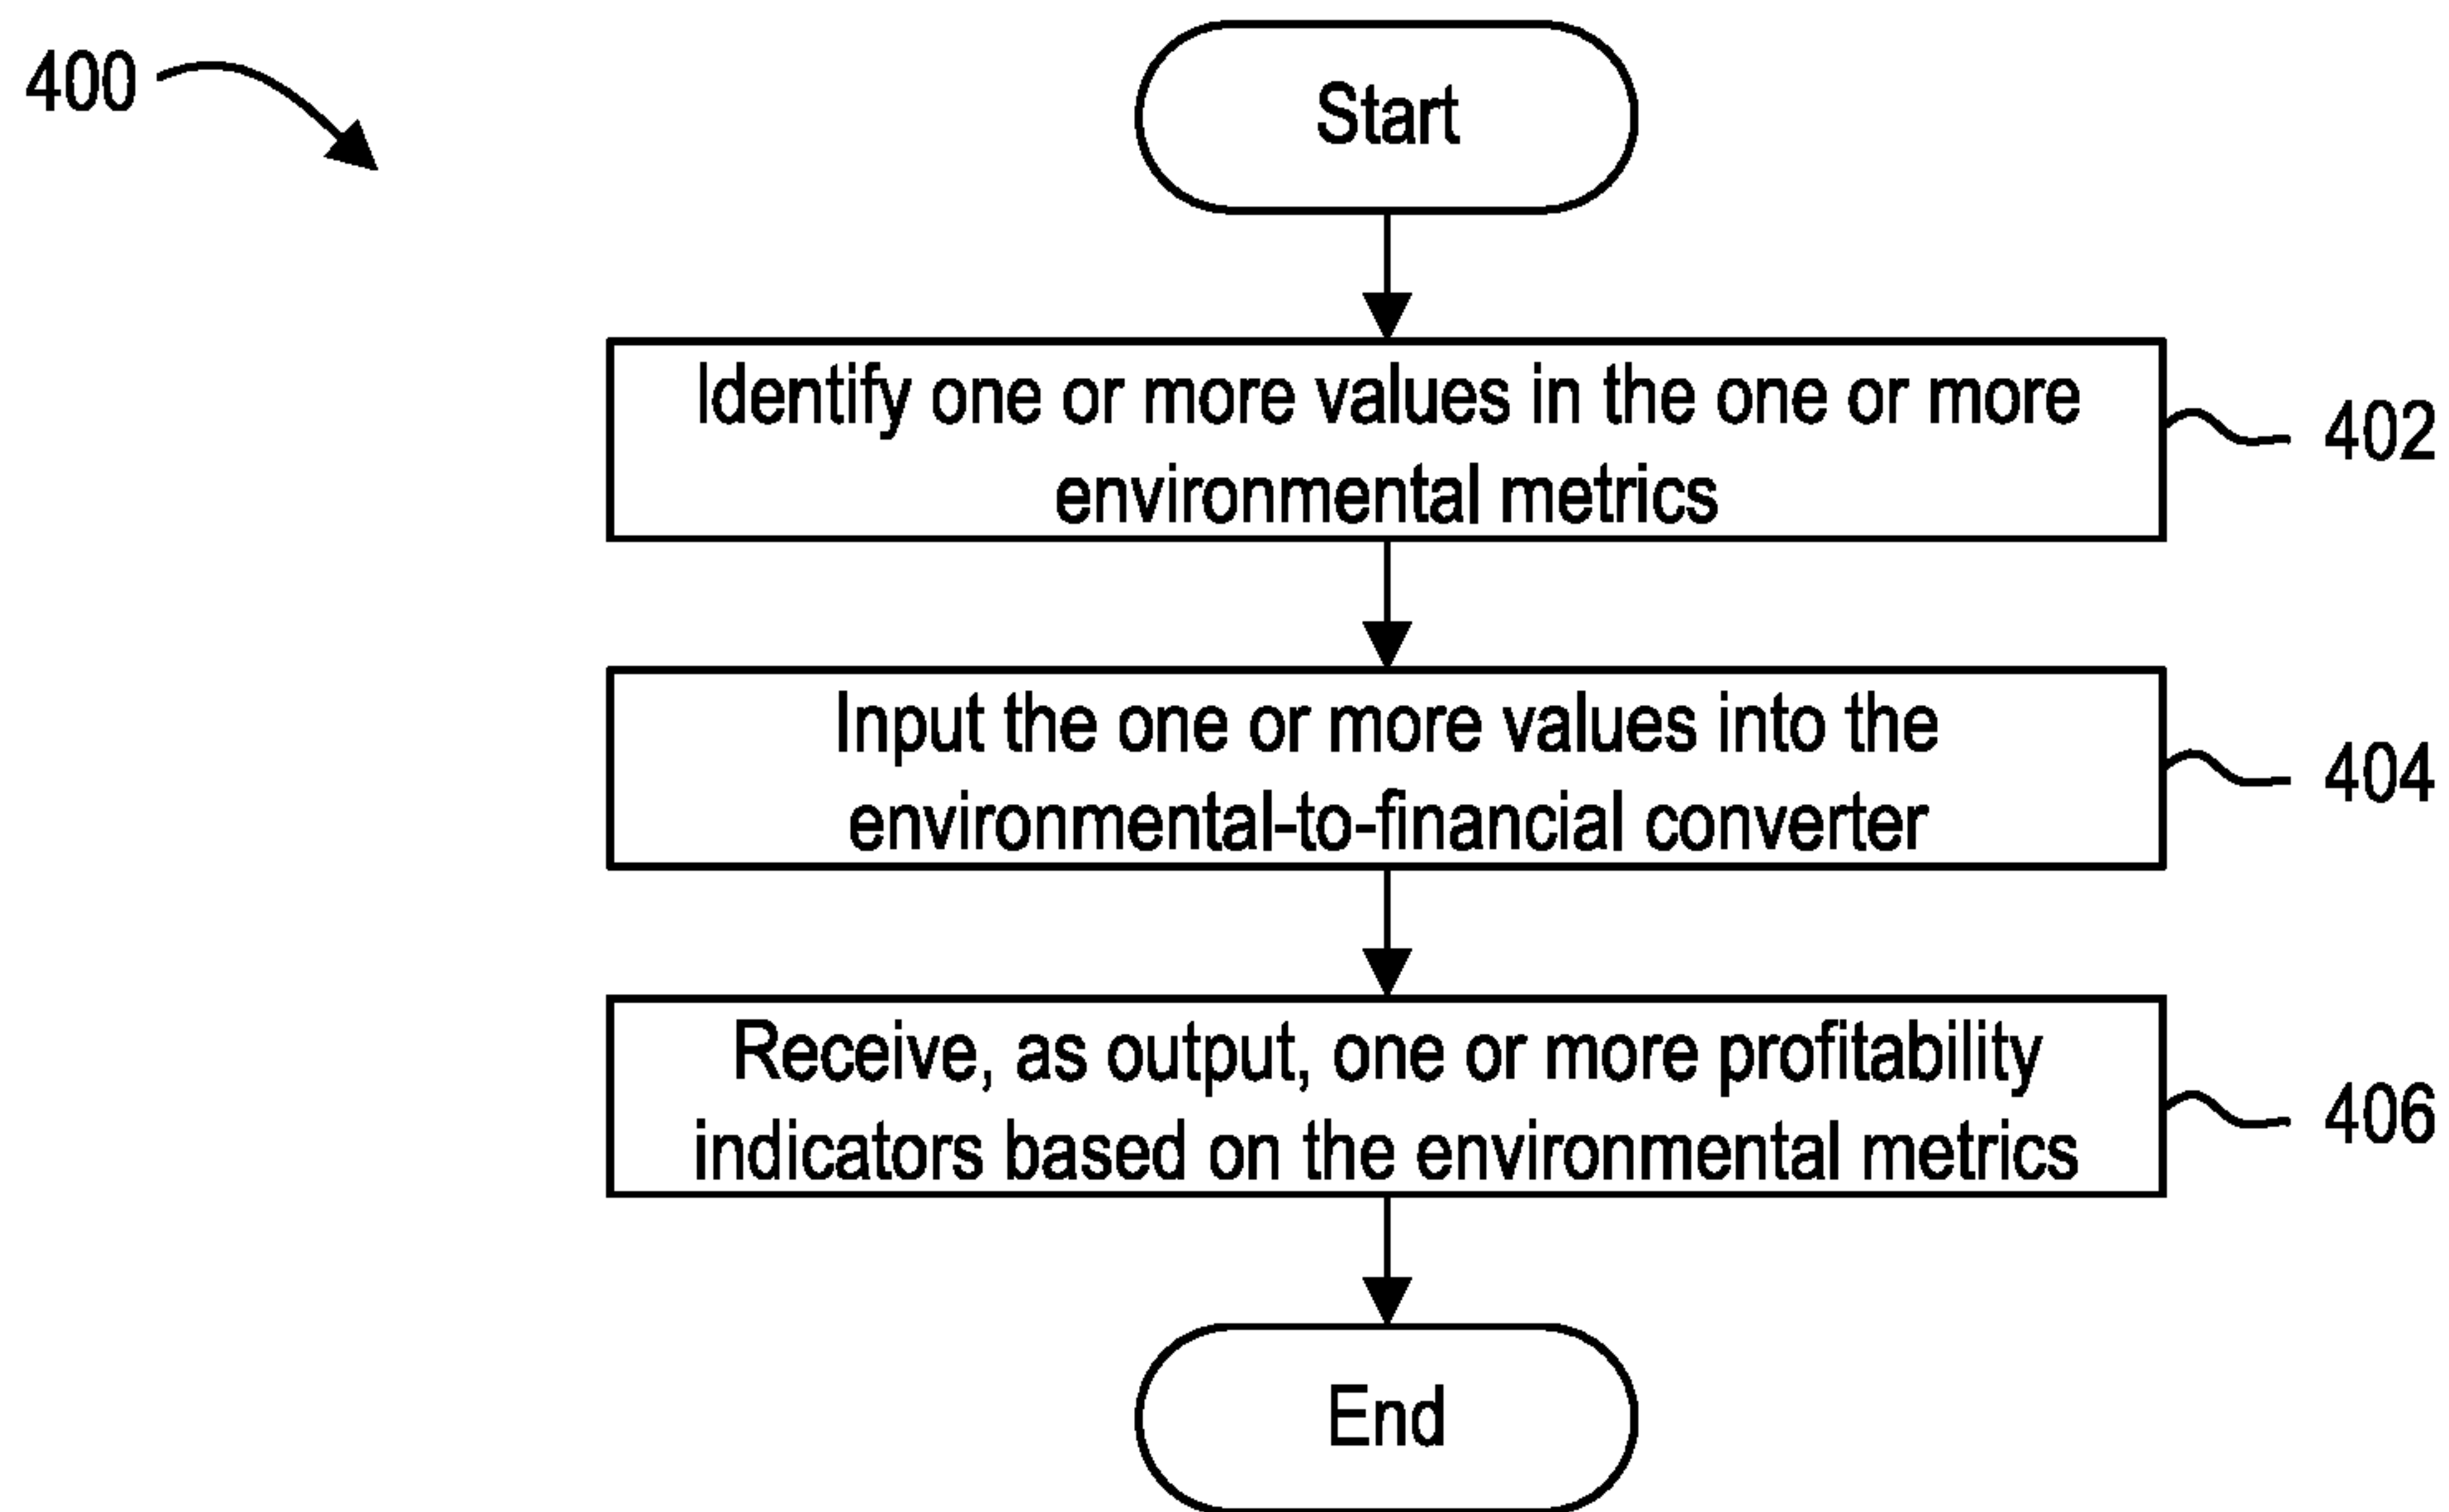 400
Start
Identify one or more values in the one or more
environmental metrics
402
Input the one or more values into the
environmental-to-financial converter
404
Receive, as output, one or more profitability
indicators based on the environmental metrics
406
End